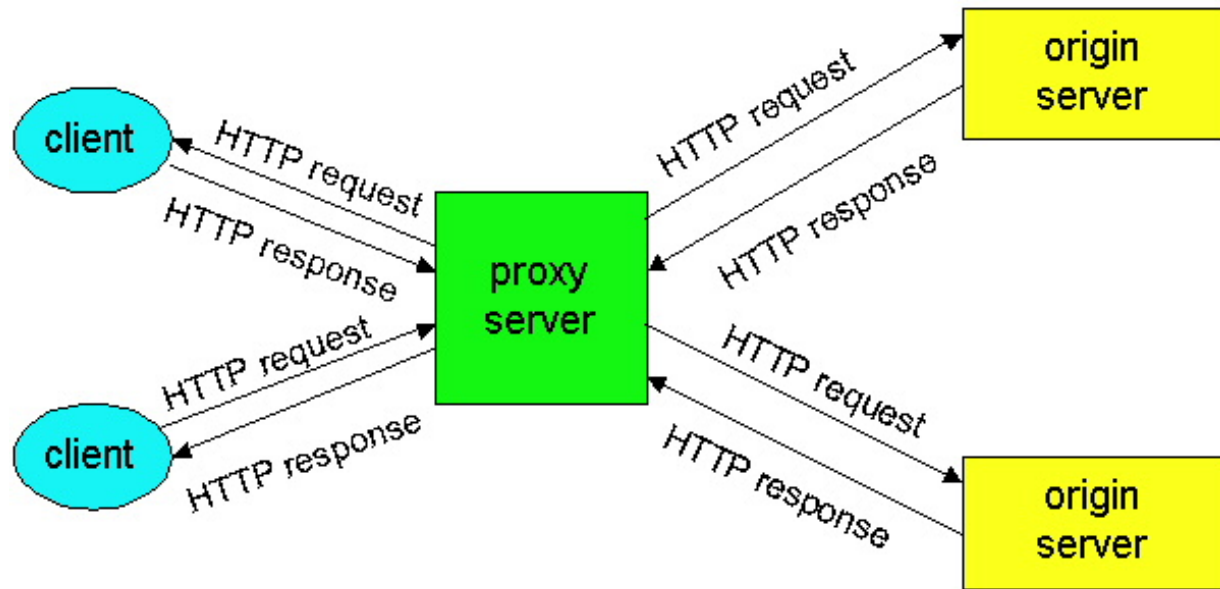 client
HTTP request
HTTP response
HTTP request
HTTP response
client
proxy
server
HTTP request
HTTP response
HTTP request
HTTP response
origin
server
origin
server